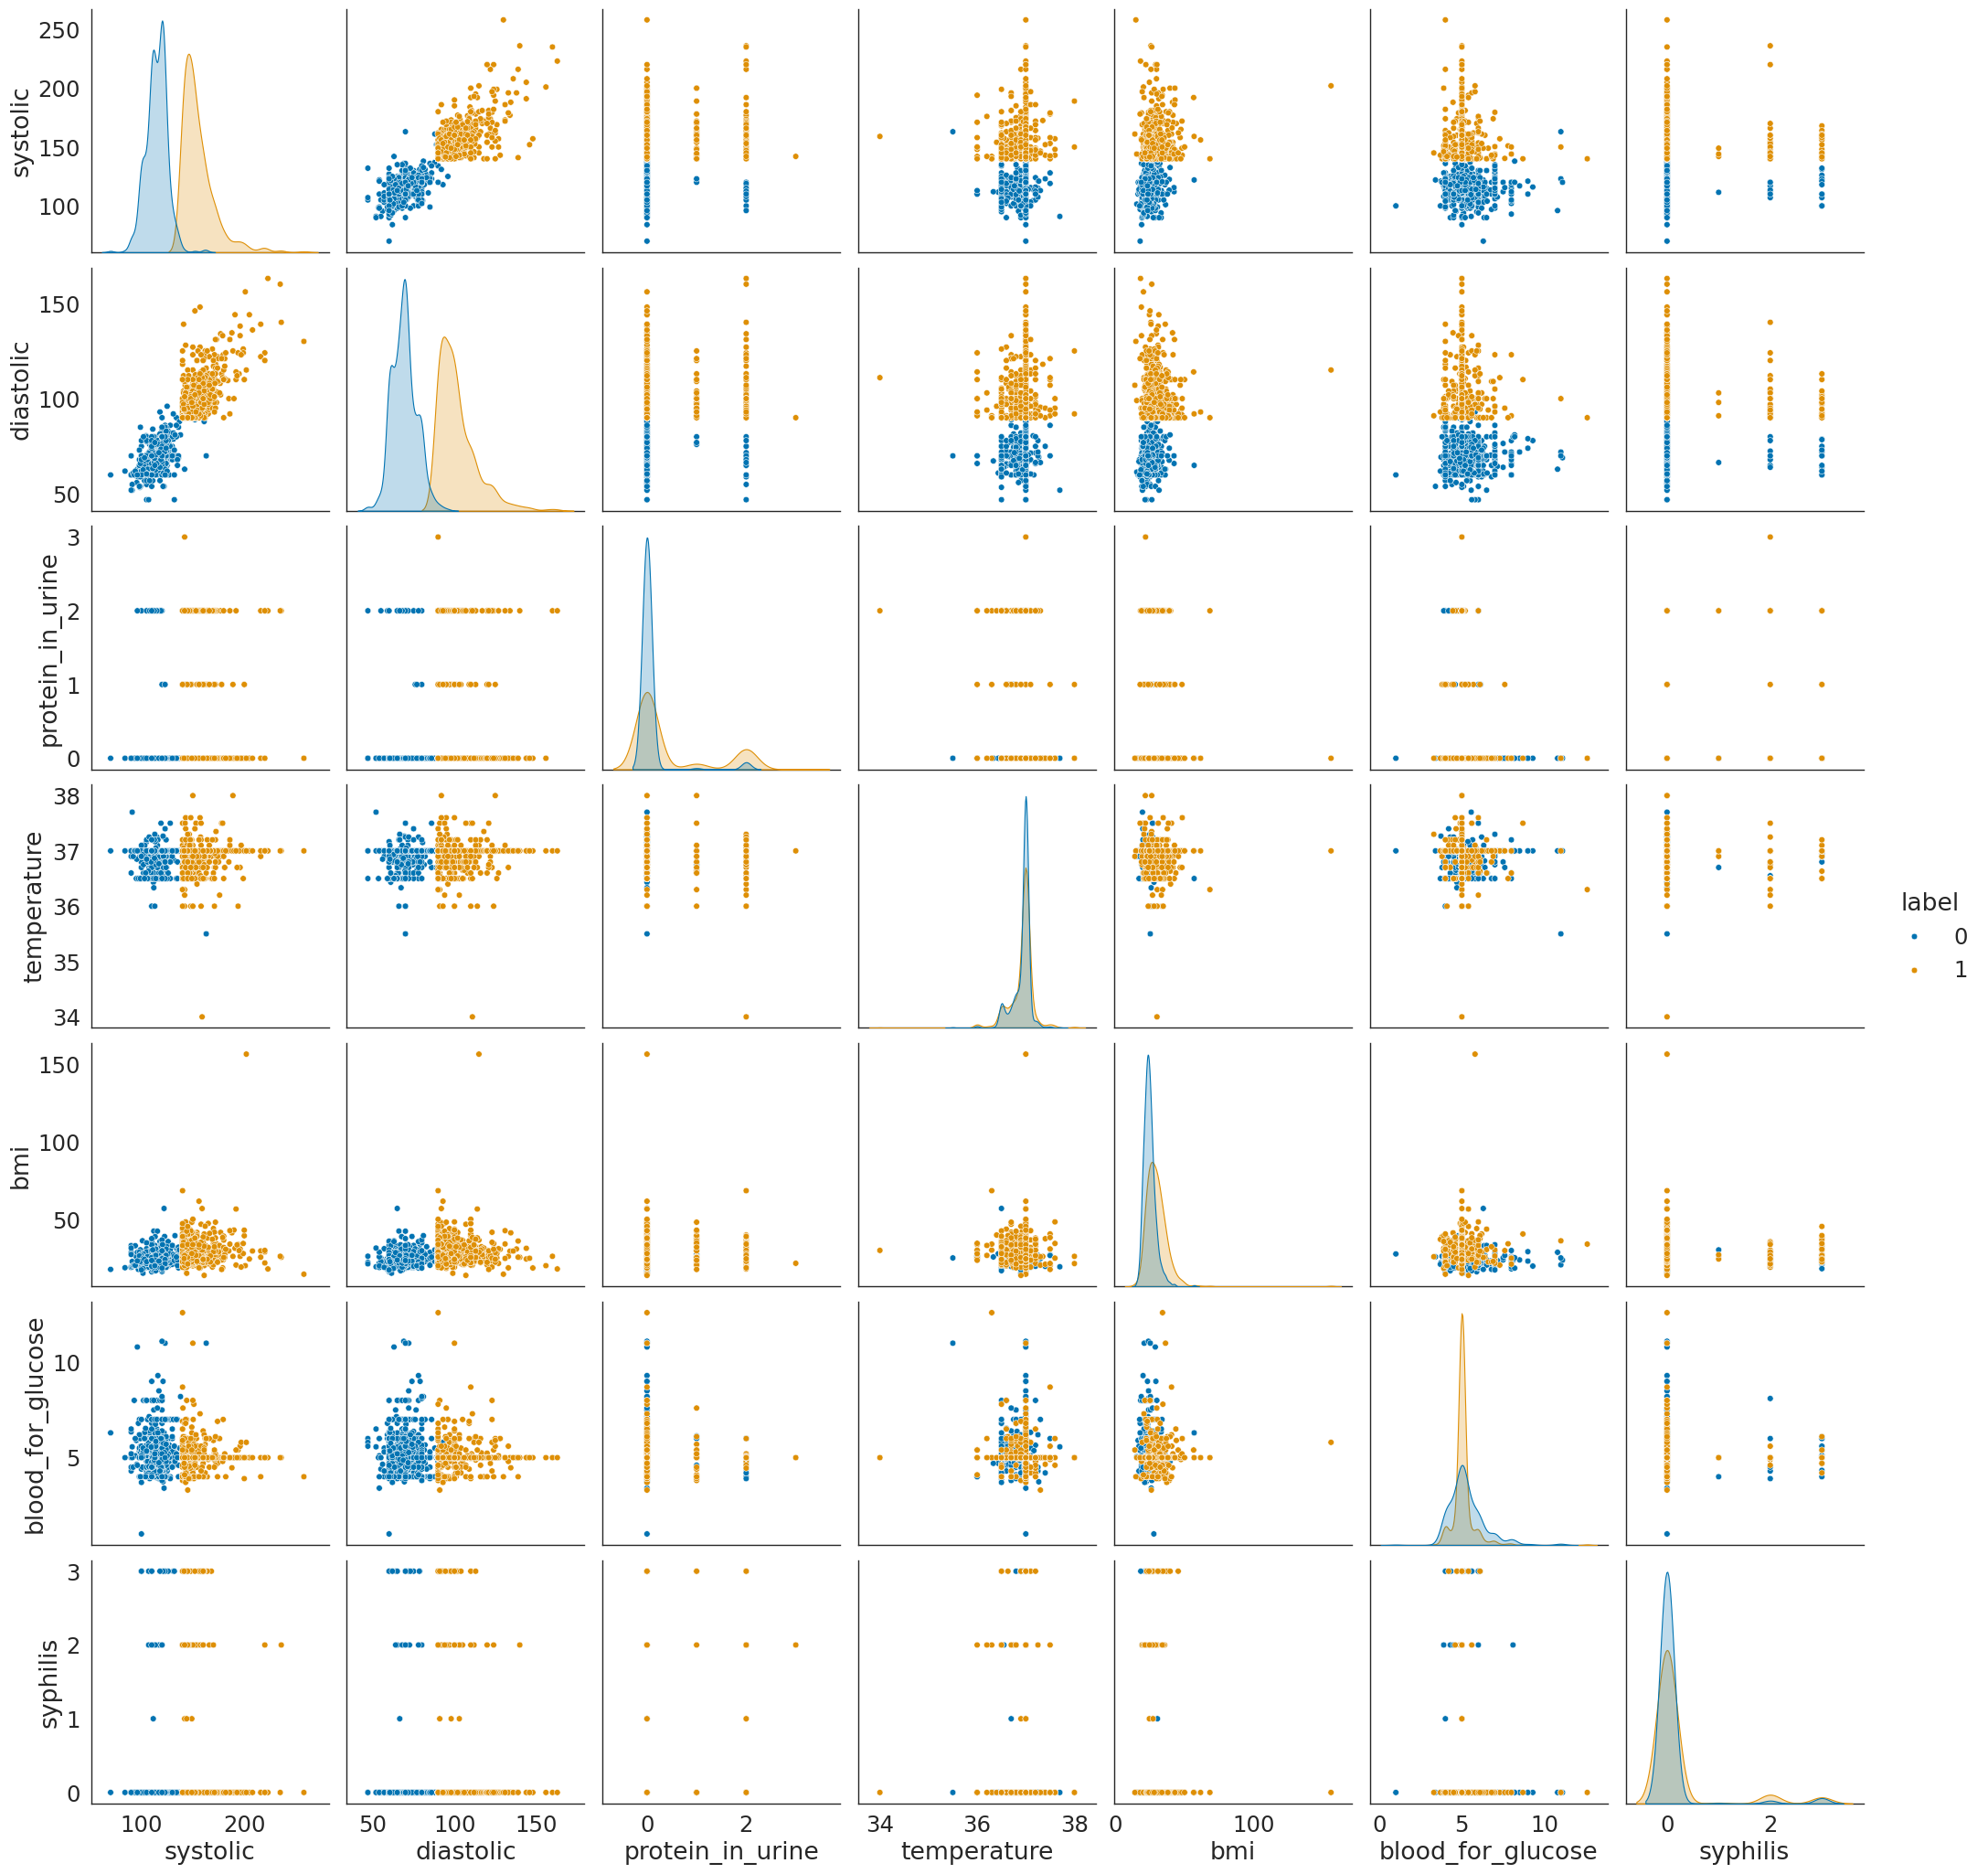 250
200
150
100
systolic
150
100
50
diastolic
3
2
1
0
protein_in_urine
38
37
36
35
34
temperature
label
0
1
150
100
50
bmi
10
5
blood_for_glucose
3
2
1
0
syphilis
100 200 50 100 150 0 2 34 36 38 0 100 0 5 10 0 2
systolic diastolic protein_in_urine temperature bmi blood_for_glucose syphilis